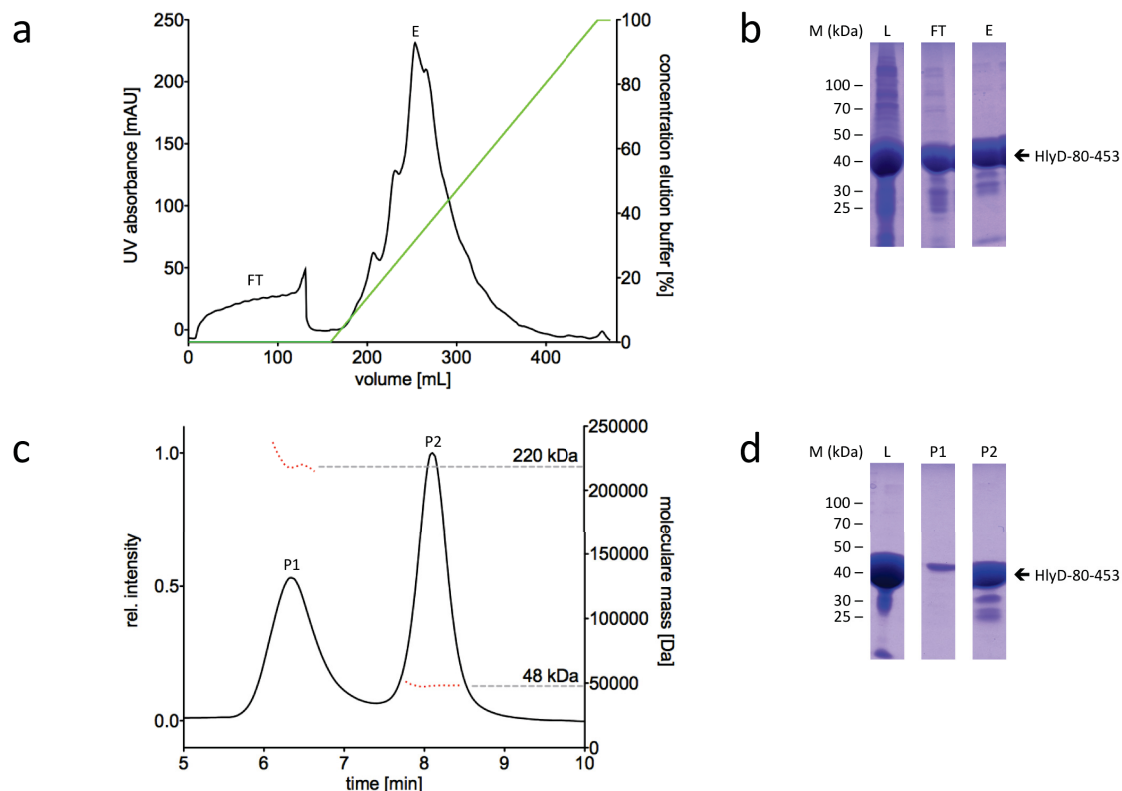 a
UV absorbance [mAU]
250
200
150
100
50
0
FT
E
100
80
60
40
20
0
concentration elution buffer [%]
0 100 200 300 400
volume [mL]
b
M (kDa) L FT E
100
70
50
40
30
25
HlyD-80-453
c
rel. intensity
1.0
0.5
0.0
P1
P2
220 kDa
48 kDa
250000
200000
150000
100000
50000
0
moleculare mass [Da]
5 6 7 8 9 10
time [min]
d
M (kDa) L P1 P2
100
70
50
40
30
25
HlyD-80-453